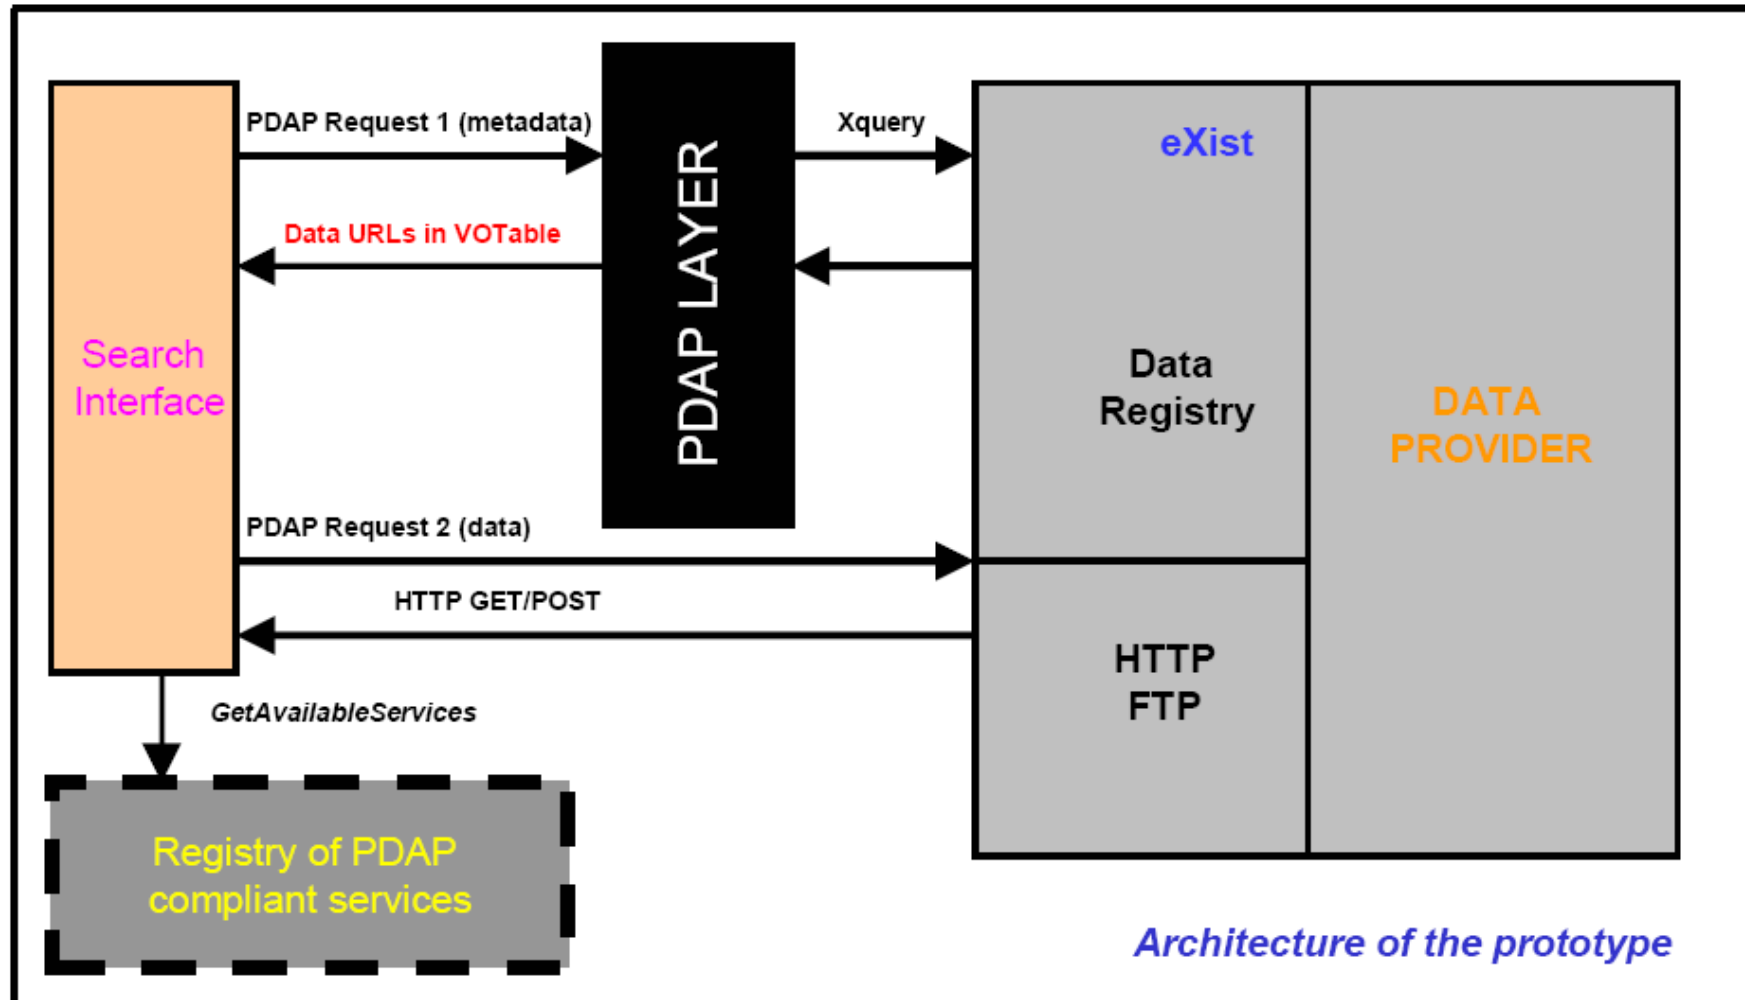 PDAP Request 1 (metadata)
Xquery
eXist
Data URLs in VOTable
PDAP LAYER
Search
Interface
Data
Registry
DATA
PROVIDER
PDAP Request 2 (data)
HTTP GET/POST
HTTP
FTP
GetAvailableServices
Registry of PDAP
compliant services
Architecture of the prototype